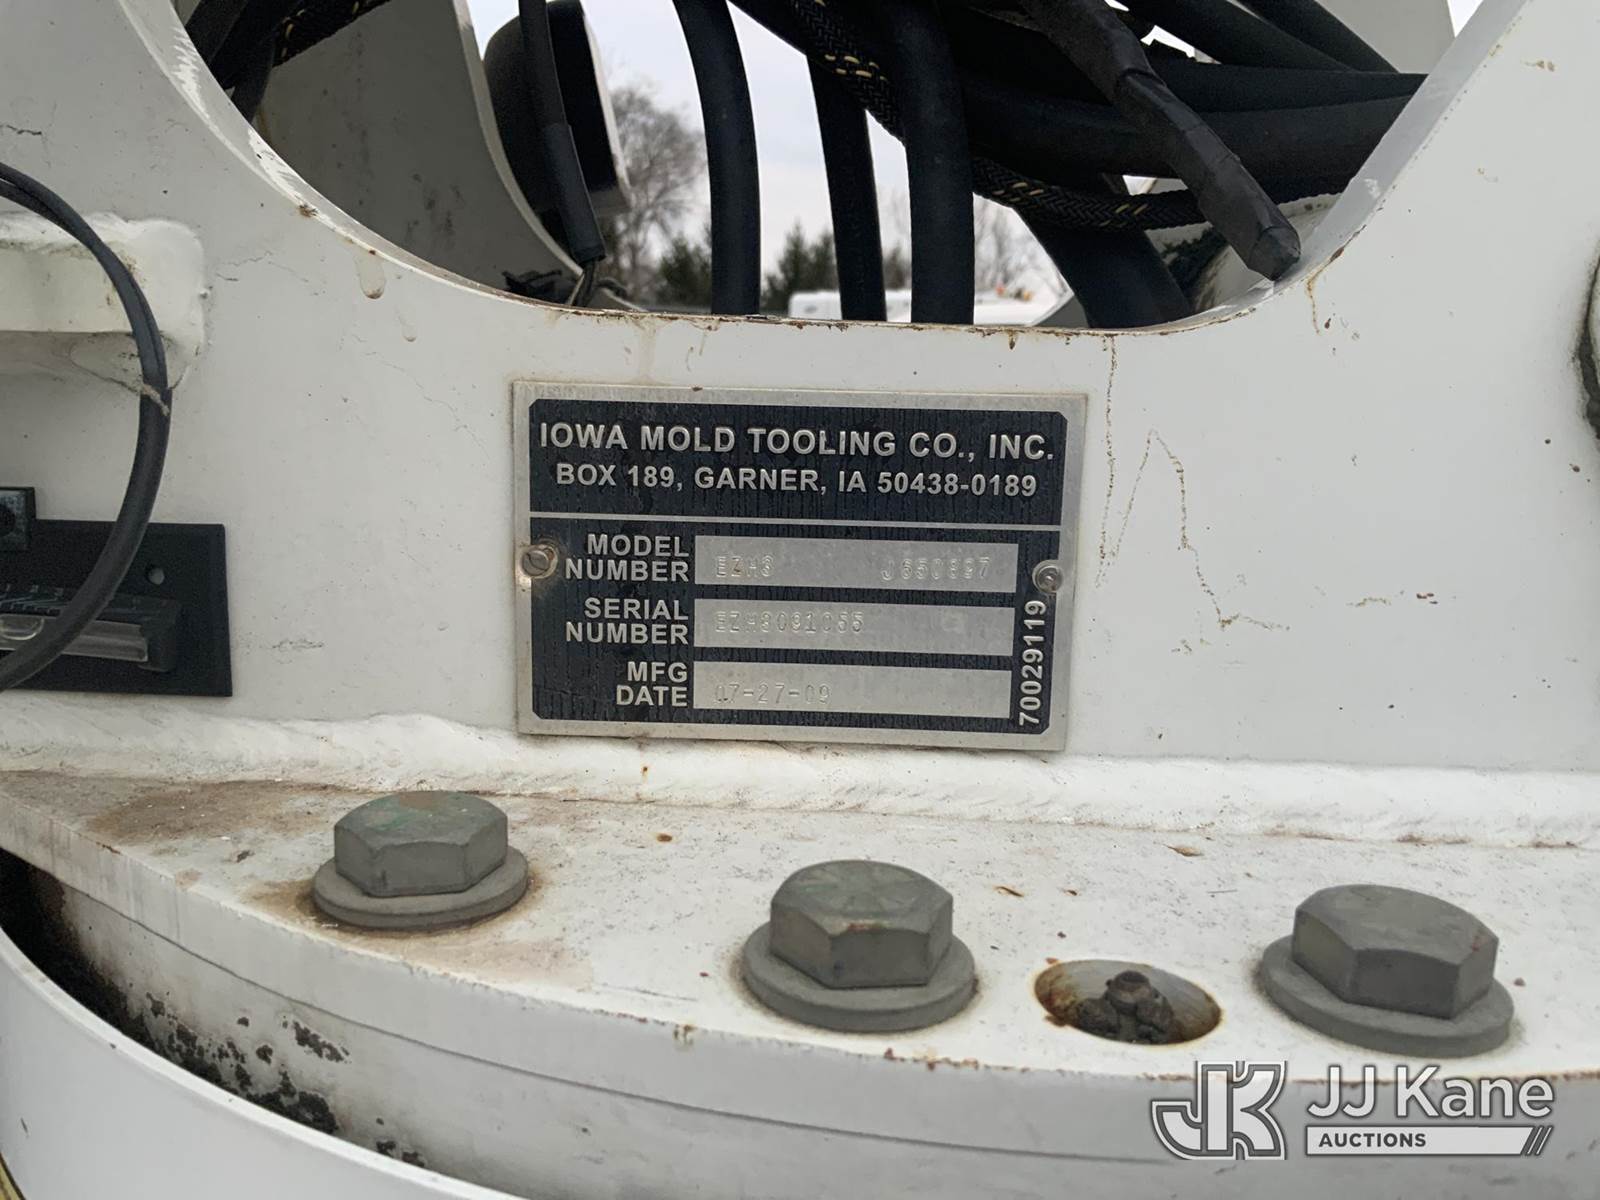 IOWA MOLD TOOLING CO., INC.
BOX 189, GARNER, IA 50438-0189
MODEL NUMBER
SERIAL NUMBER
MFG DATE 07-27-09
70029119
JJ Kane
AUCTIONS